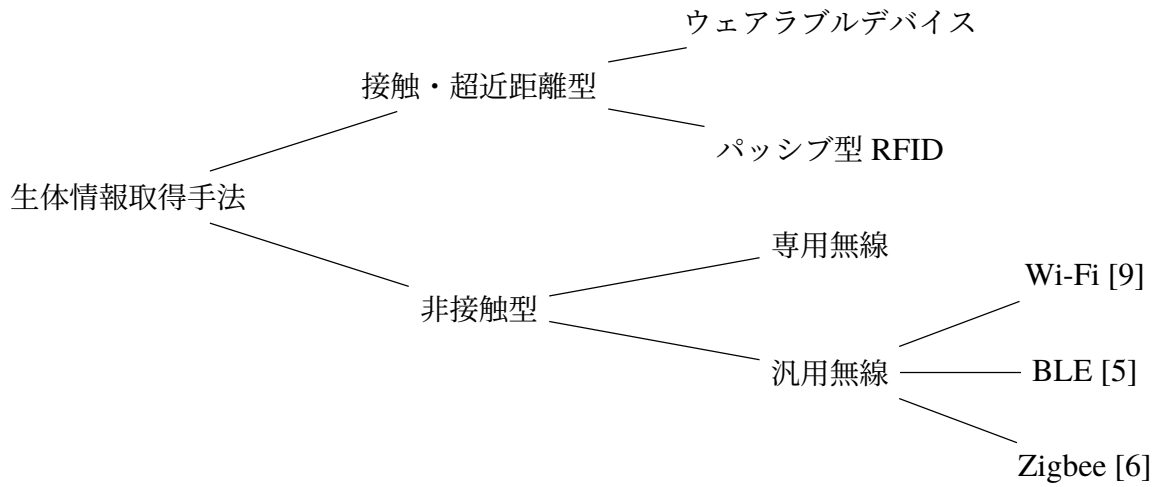 ウェアラブルデバイス
接触・超近距離型
パッシブ型 RFID
生体情報取得手法
専用無線
Wi-Fi [9]
非接触型
汎用無線
BLE [5]
Zigbee [6]